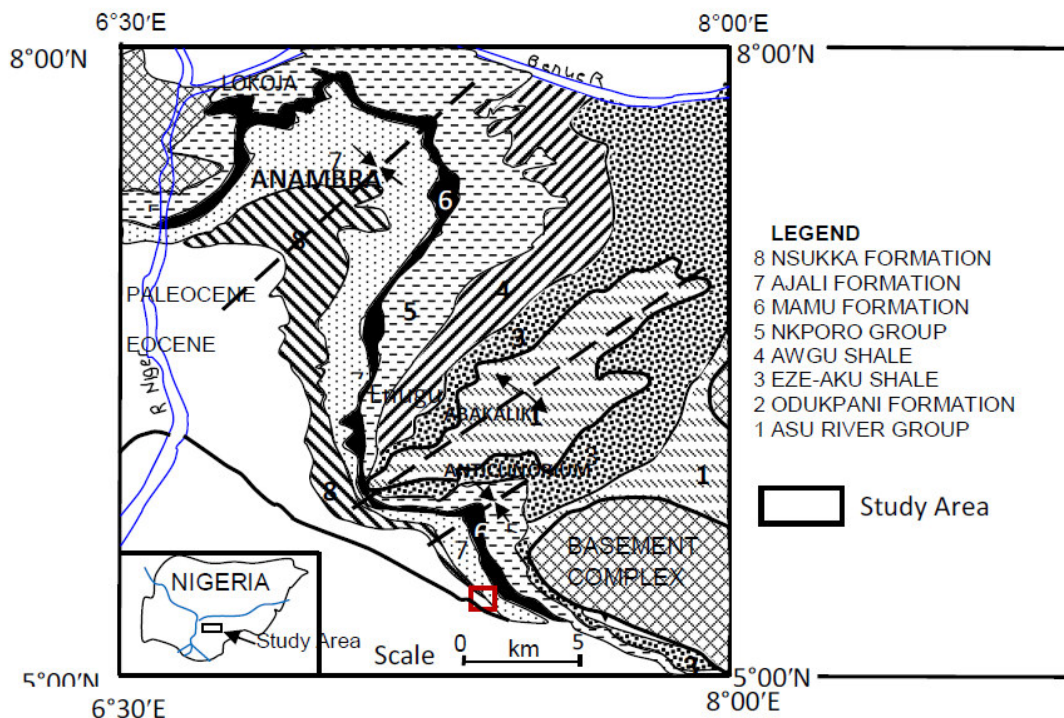 6°30'E
8°00'E
8°00'N
8°00'N
Benue R
LOKOJA
7
ANAMBRA
6
8
PALEOCENE
5
4
EOCENE
3
R Niger
7
Enugu
ABAKALIKI
1
ANTICLINORIUM
3
1
8
6
5
7
BASEMENT
COMPLEX
NIGERIA
Study Area
Scale
0
5
km
2
LEGEND
8 NSUKKA FORMATION
7 AJALI FORMATION
6 MAMU FORMATION
5 NKPORO GROUP
4 AWGU SHALE
3 EZE-AKU SHALE
2 ODUKPANI FORMATION
1 ASU RIVER GROUP
Study Area
5°00'N
5°00'N
6°30'E
8°00'E